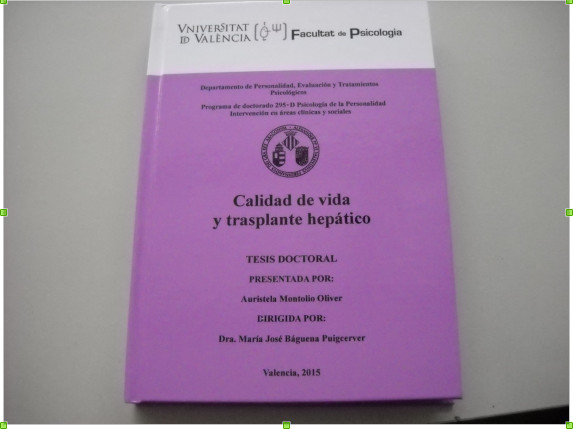 VNIVERSITAT
ID VALÈNCIA
Facultat de Psicologia
Departamento de Personalidad, Evaluación y Tratamientos
Psicológicos
Programa de doctorado 295-D Psicología de la Personalidad
Intervención en áreas clínicas y sociales
Calidad de vida
y trasplante hepático
TESIS DOCTORAL
PRESENTADA POR:
Auristela Montolio Oliver
DIRIGIDA POR:
Dra. María José Báguena Puigcerver
Valencia, 2015